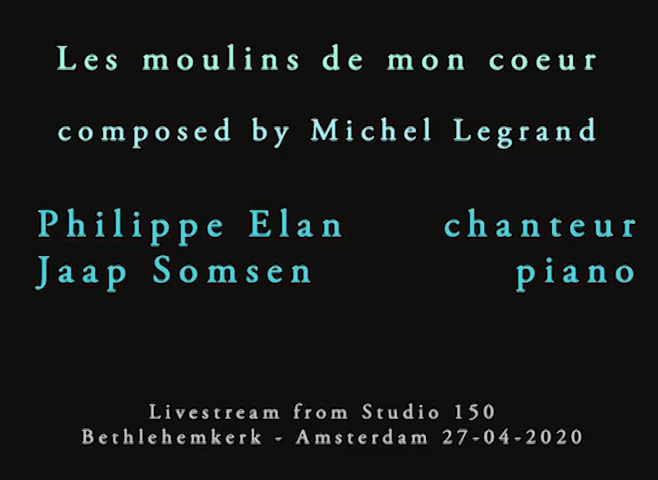 Les moulins de mon coeur
composed by Michel Legrand
Philippe Elan chanteur
Jaap Somsen piano
Livestream from Studio 150
Bethlehemkerk - Amsterdam 27-04-2020